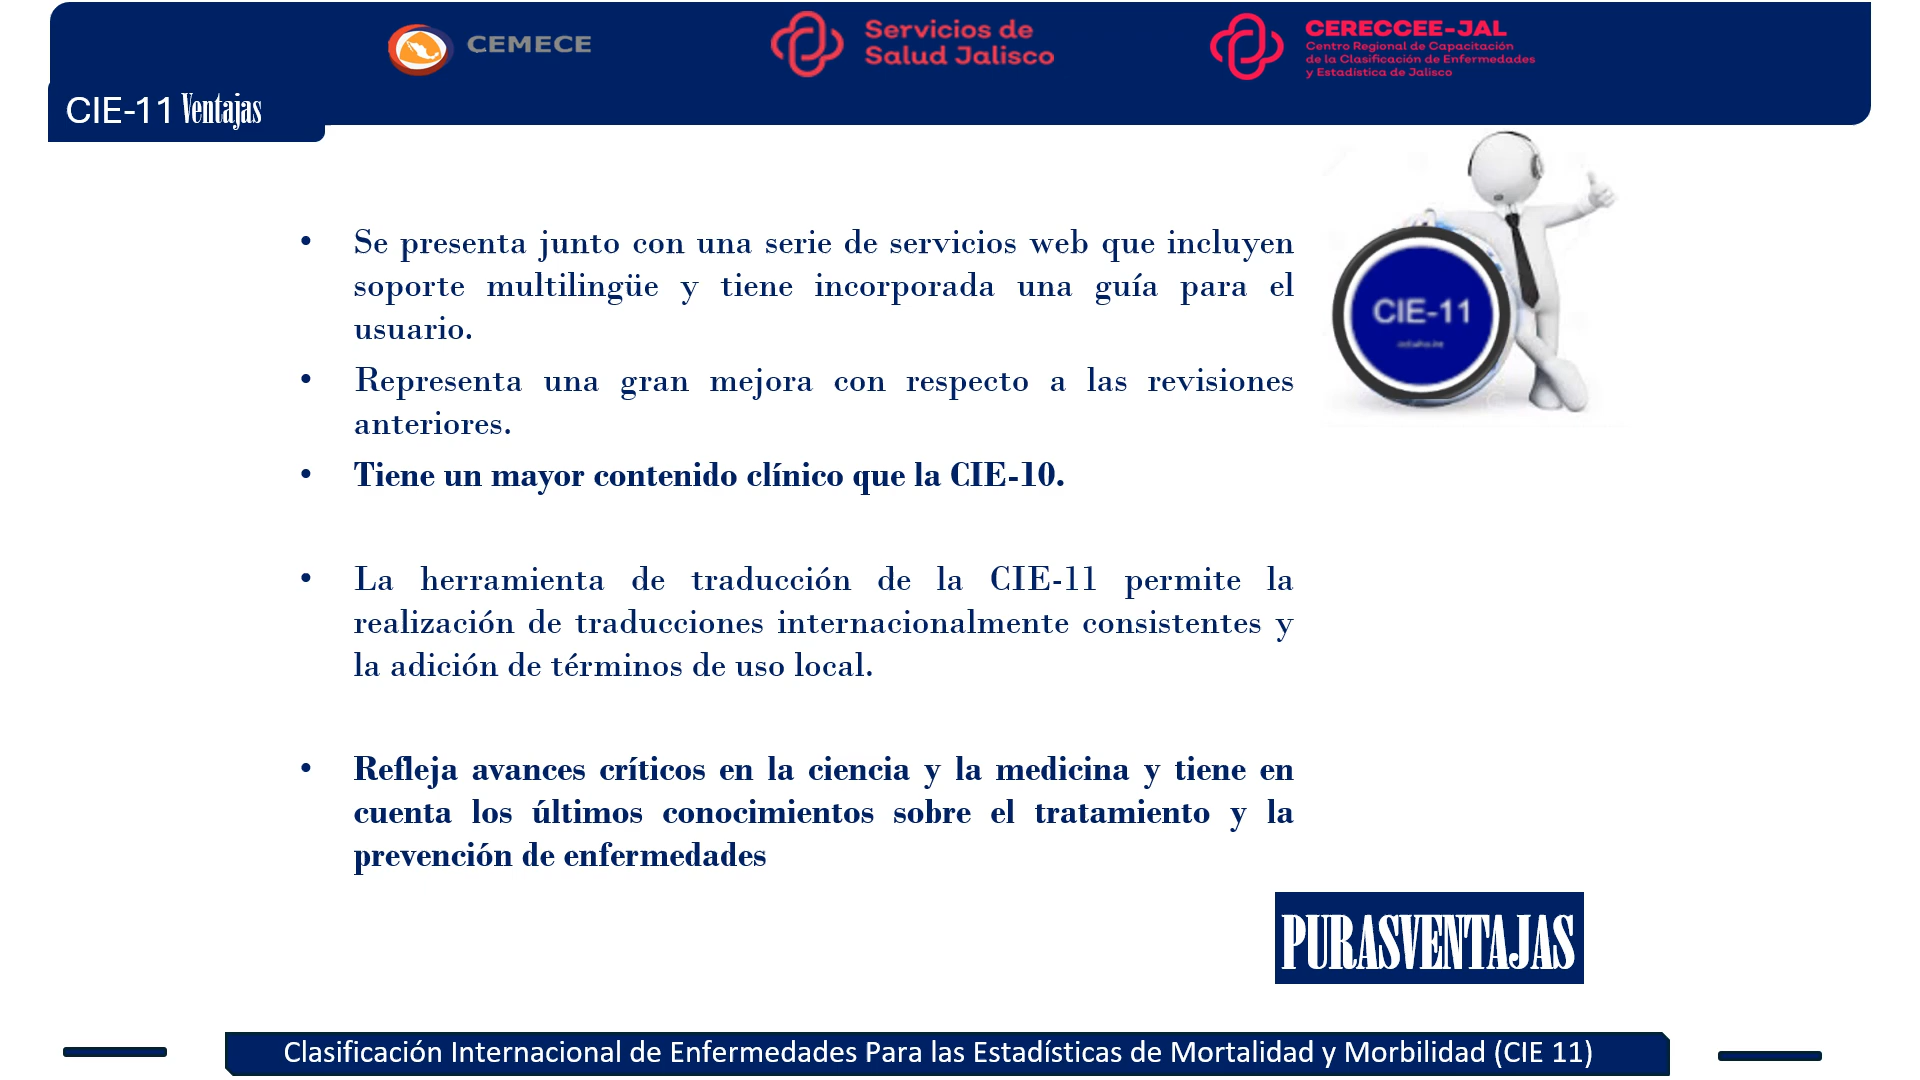 CEMECE
Servicios de
Salud Jalisco
CERECCEE-JAL
Centro Regional de Capacitación
de la Clasificación de Enfermedades
y Estadística de Jalisco
CIE-11 Ventajas
• Se presenta junto con una serie de servicios web que incluyen
soporte multilingüe y tiene incorporada una guía para el
usuario.
• Representa una gran mejora con respecto a las revisiones
anteriores.
• Tiene un mayor contenido clínico que la CIE-10.
• La herramienta de traducción de la CIE-11 permite la
realización de traducciones internacionalmente consistentes y
la adición de términos de uso local.
• Refleja avances críticos en la ciencia y la medicina y tiene en
cuenta los últimos conocimientos sobre el tratamiento y la
prevención de enfermedades
CIE-11
PURASVENTAJAS
Clasificación Internacional de Enfermedades Para las Estadísticas de Mortalidad y Morbilidad (CIE 11)